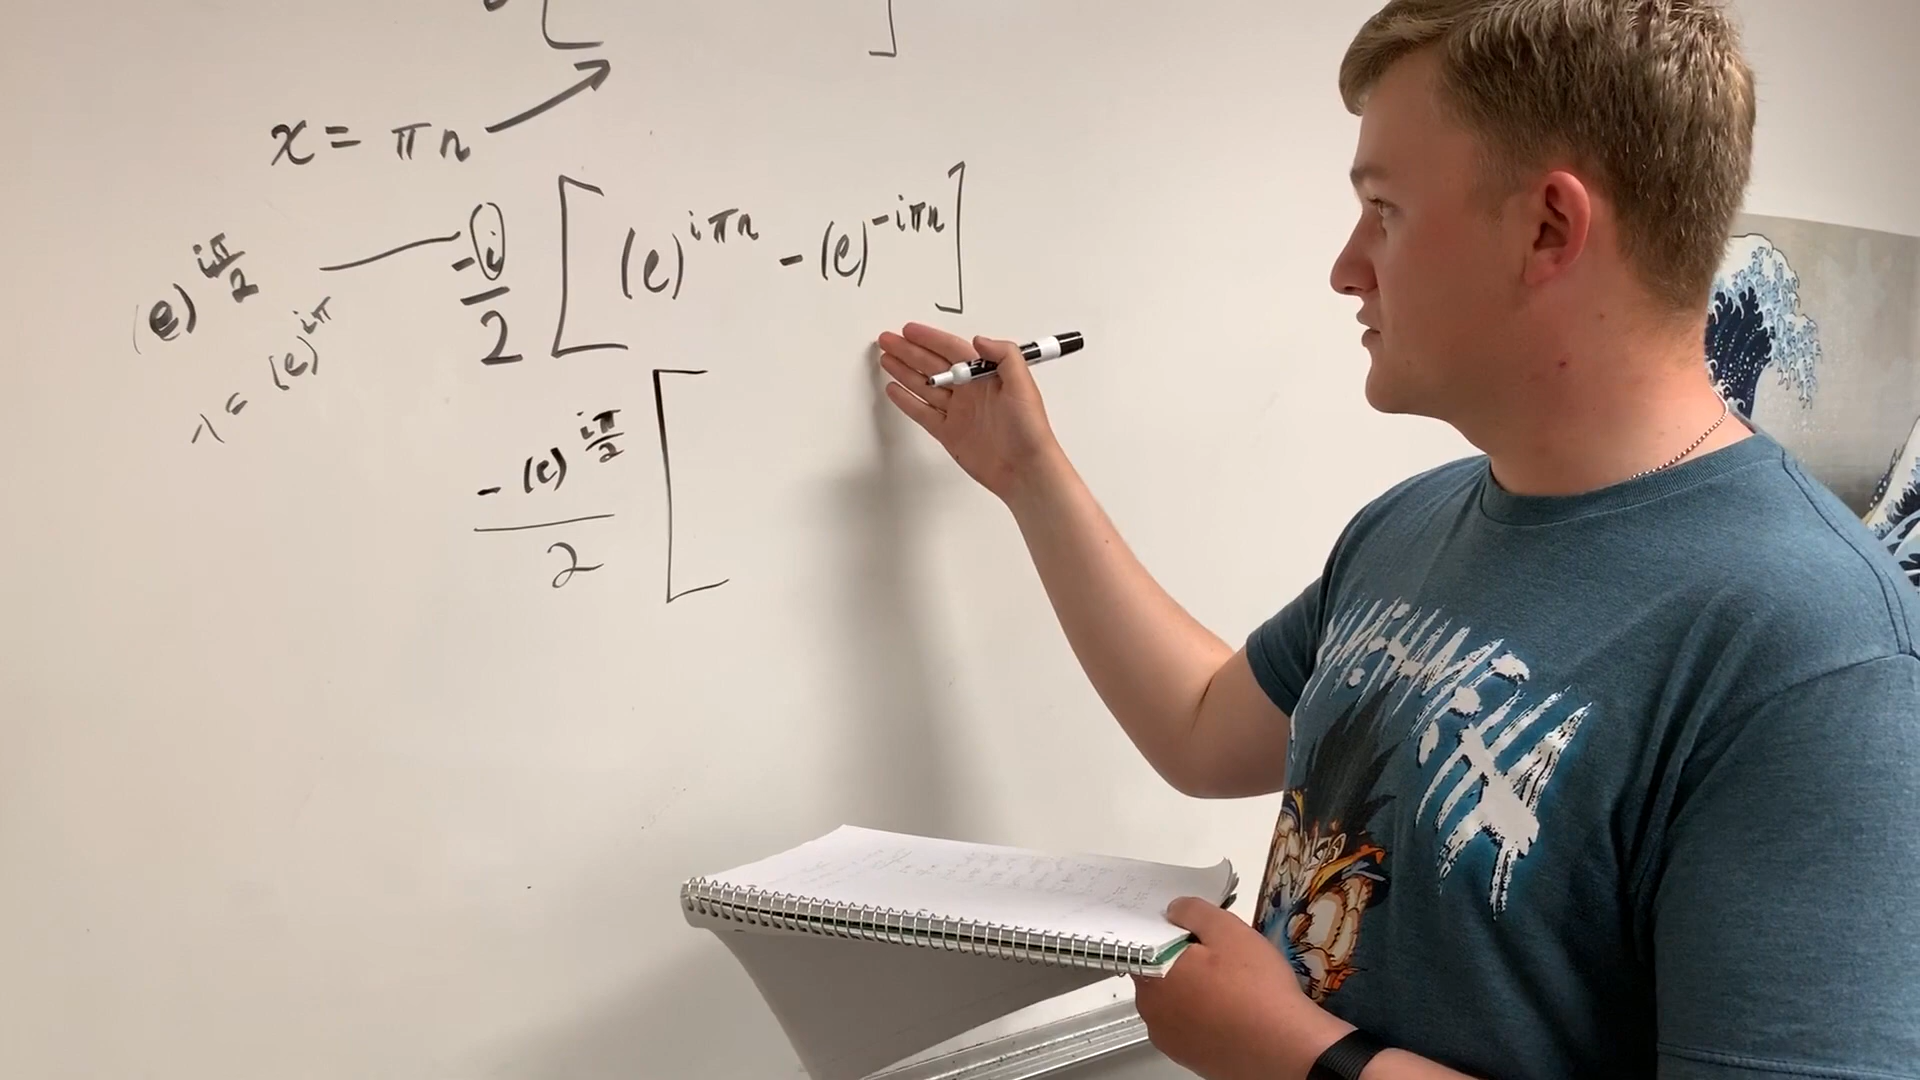 x = πn
-i/2 [(e)^iπn - (e)^-iπn]
(e)^iπ/2
-1 = (e)^iπ
-(e)^iπ/2 / 2 [